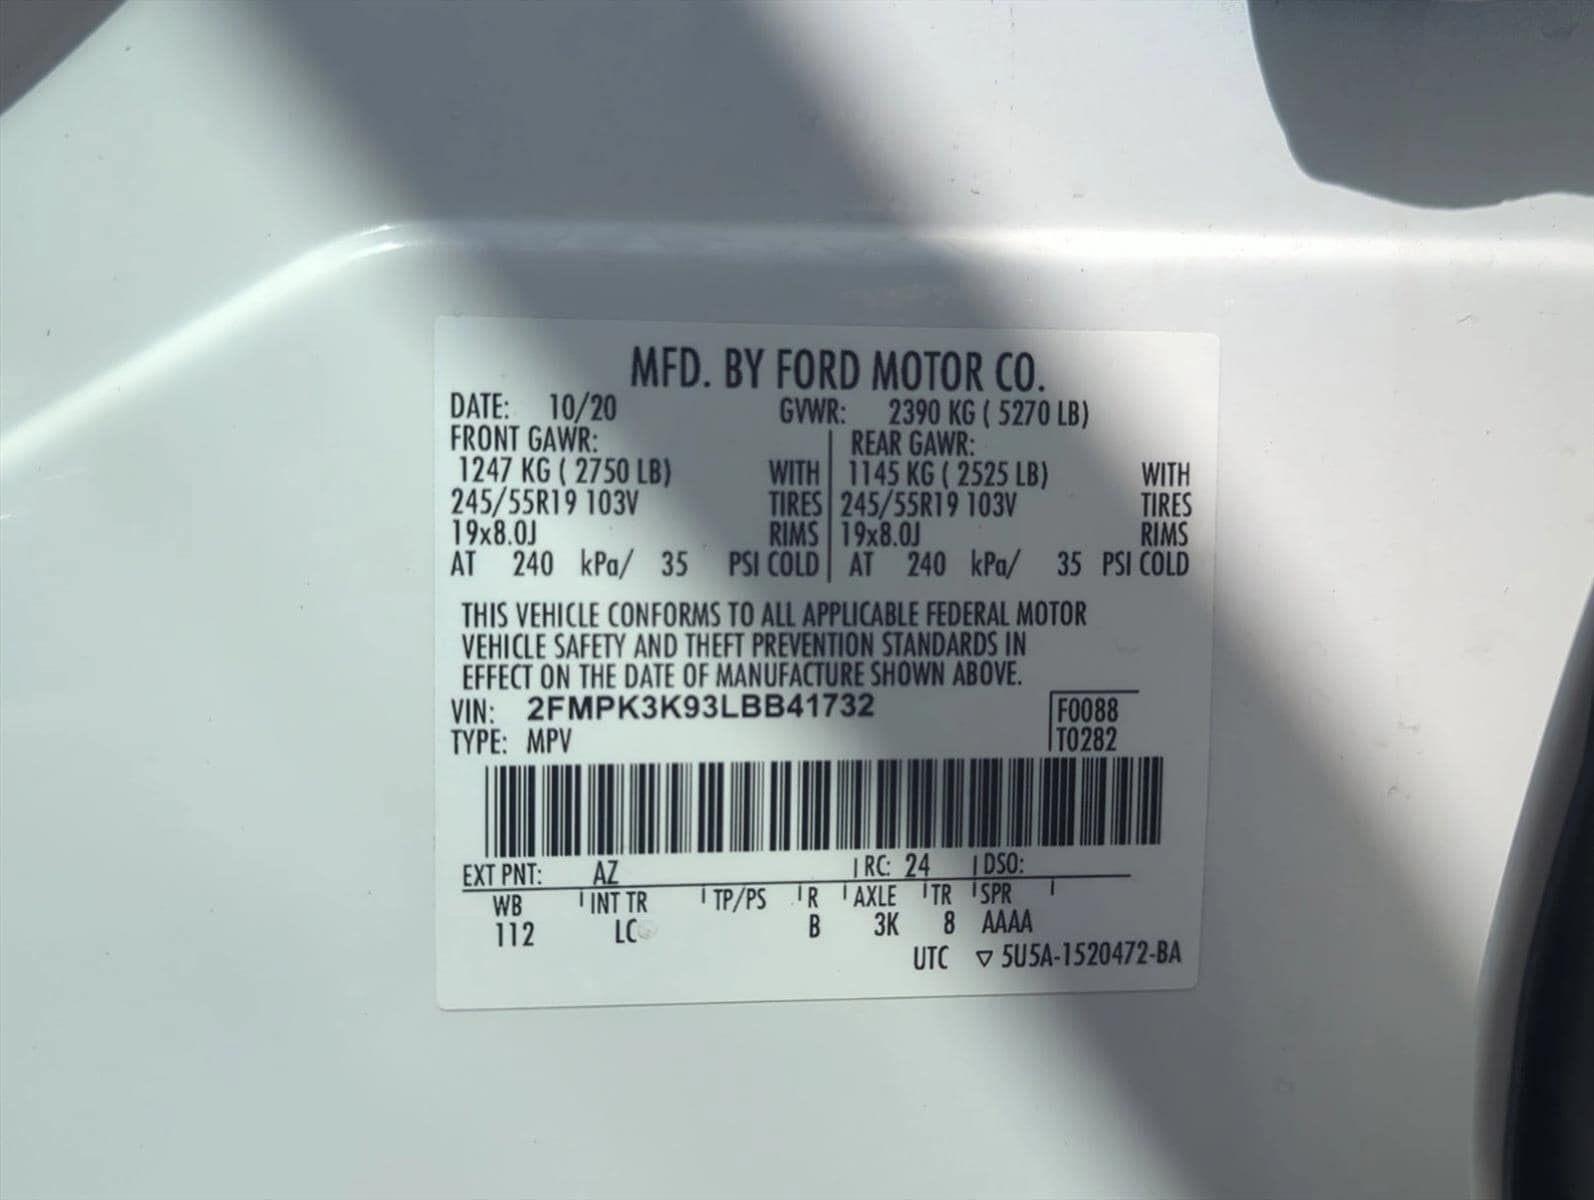 MFD. BY FORD MOTOR CO.
DATE: 10/20 GVWR: 2390 KG ( 5270 LB)
FRONT GAWR: REAR GAWR:
1247 KG ( 2750 LB) WITH 1145 KG ( 2525 LB) WITH
245/55R19 103V TIRES 245/55R19 103V TIRES
19x8.0J RIMS 19x8.0J RIMS
AT 240 kPa/ 35 PSI COLD AT 240 kPa/ 35 PSI COLD
THIS VEHICLE CONFORMS TO ALL APPLICABLE FEDERAL MOTOR
VEHICLE SAFETY AND THEFT PREVENTION STANDARDS IN
EFFECT ON THE DATE OF MANUFACTURE SHOWN ABOVE.
VIN: 2FMPK3K93LBB41732 F0088
TYPE: MPV T0282
EXT PNT: AZ RC: 24 DSO:
WB INT TR TP/PS R AXLE TR SPR
112 LC B 3K 8 AAAA
UTC ▽ 5U5A-1520472-BA